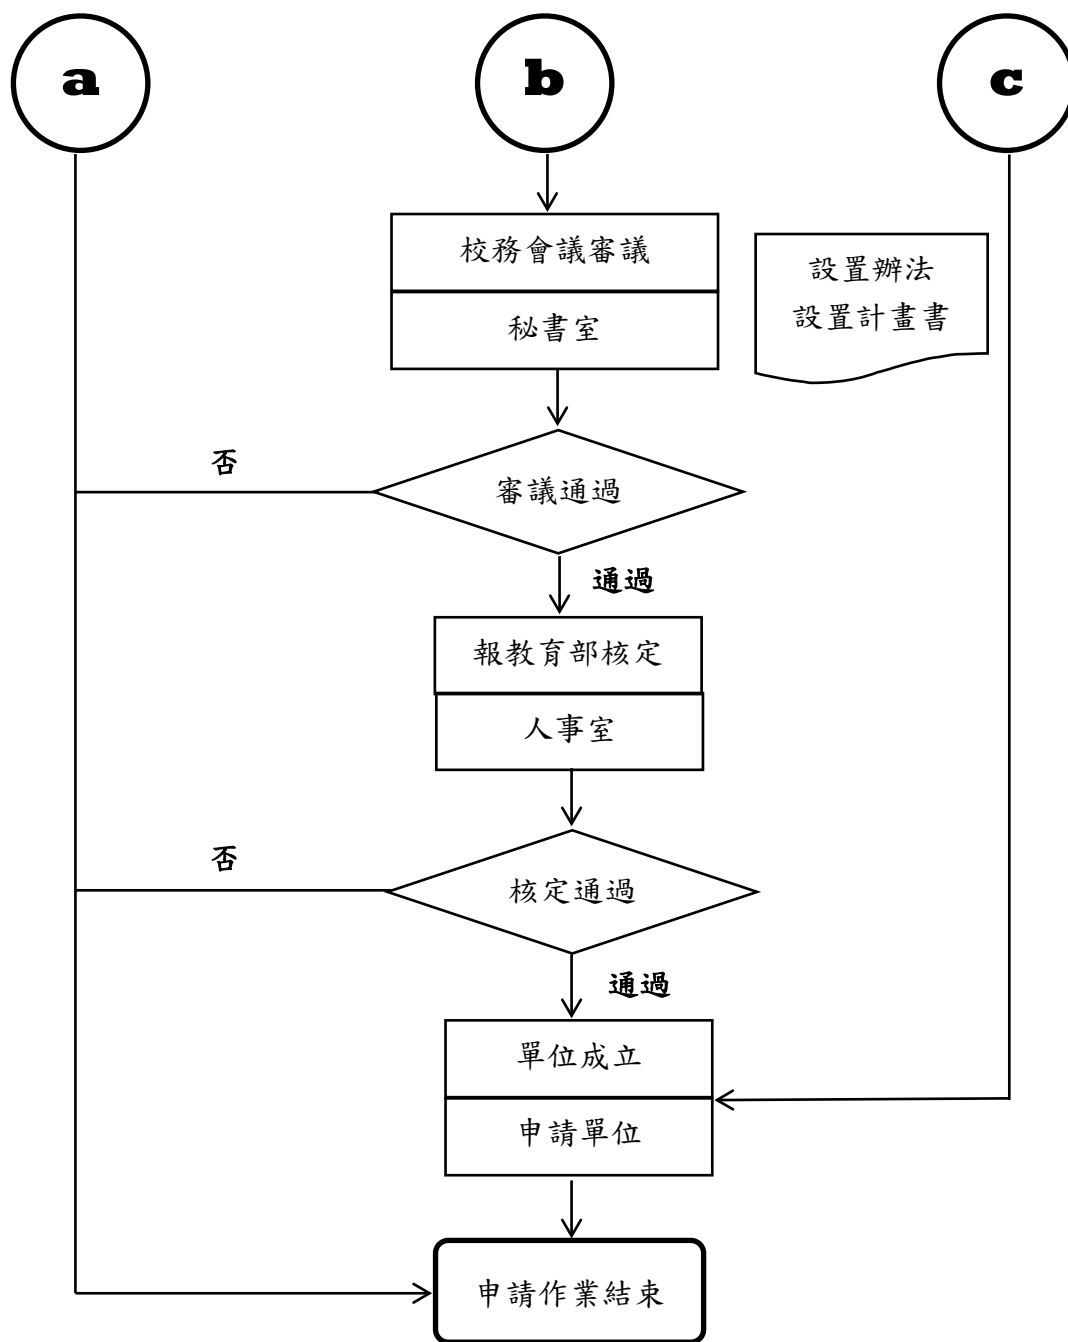 a
b
c
校務會議審議
秘書室
設置辦法
設置計畫書
否
審議通過
通過
報教育部核定
人事室
否
核定通過
通過
單位成立
申請單位
申請作業結束